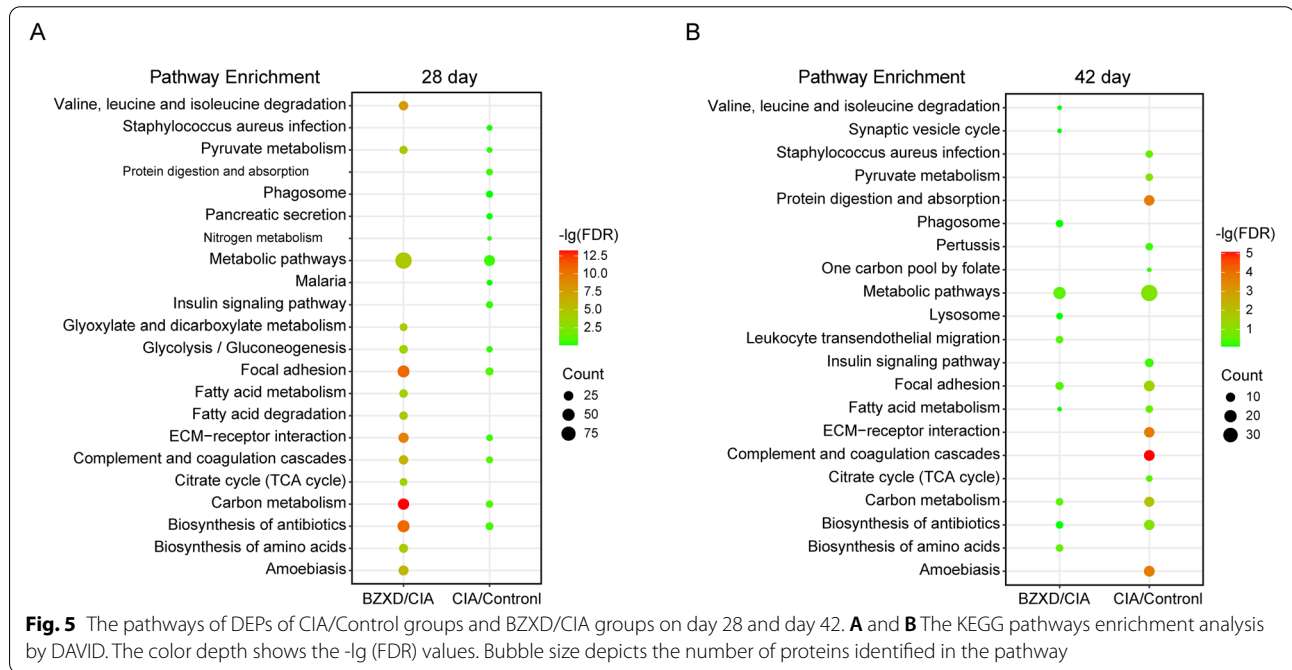 A
Pathway Enrichment 28 day
Valine, leucine and isoleucine degradation
Staphylococcus aureus infection
Pyruvate metabolism
Protein digestion and absorption
Phagosome
Pancreatic secretion
Nitrogen metabolism
Metabolic pathways
Malaria
Insulin signaling pathway
Glyoxylate and dicarboxylate metabolism
Glycolysis / Gluconeogenesis
Focal adhesion
Fatty acid metabolism
Fatty acid degradation
ECM−receptor interaction
Complement and coagulation cascades
Citrate cycle (TCA cycle)
Carbon metabolism
Biosynthesis of antibiotics
Biosynthesis of amino acids
Amoebiasis
BZXD/CIA CIA/Contronl
-lg(FDR)
12.5
10.0
7.5
5.0
2.5
Count
25
50
75
B
Pathway Enrichment 42 day
Valine, leucine and isoleucine degradation
Synaptic vesicle cycle
Staphylococcus aureus infection
Pyruvate metabolism
Protein digestion and absorption
Phagosome
Pertussis
One carbon pool by folate
Metabolic pathways
Lysosome
Leukocyte transendothelial migration
Insulin signaling pathway
Focal adhesion
Fatty acid metabolism
ECM−receptor interaction
Complement and coagulation cascades
Citrate cycle (TCA cycle)
Carbon metabolism
Biosynthesis of antibiotics
Biosynthesis of amino acids
Amoebiasis
BZXD/CIA CIA/Contronl
-lg(FDR)
5
4
3
2
1
Count
10
20
30
Fig. 5 The pathways of DEPs of CIA/Control groups and BZXD/CIA groups on day 28 and day 42. A and B The KEGG pathways enrichment analysis
by DAVID. The color depth shows the -lg (FDR) values. Bubble size depicts the number of proteins identified in the pathway